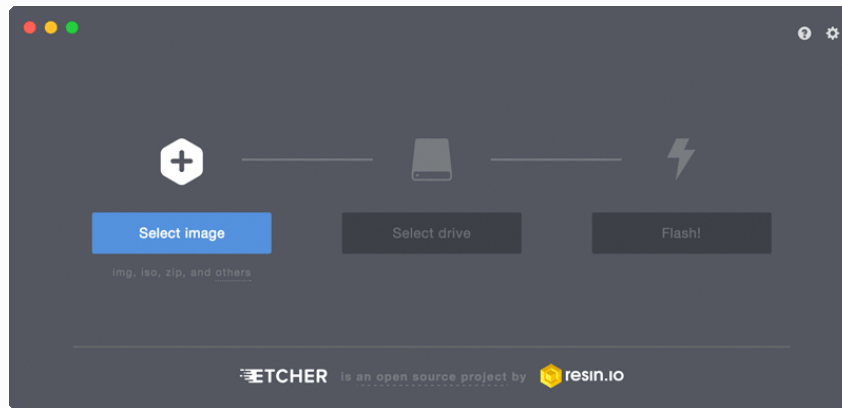 Select image
Select drive
Flash!
img, iso, zip, and others
ETCHER is an open source project by resin.io